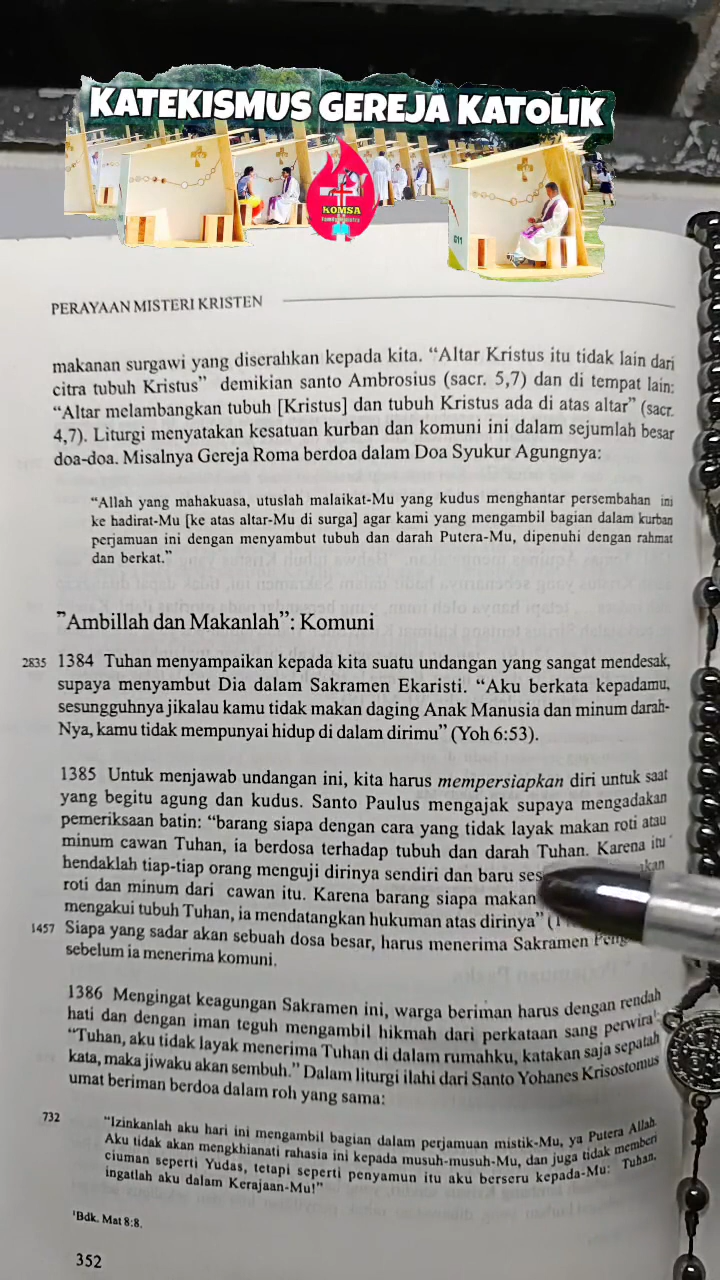 KATEKISMUS GEREJA KATOLIK
KOMSA
011
PERAYAAN MISTERI KRISTEN
makanan surgawi yang diserahkan kepada kita. “Altar Kristus itu tidak lain dari
citra tubuh Kristus” demikian santo Ambrosius (sacr. 5,7) dan di tempat lain:
“Altar melambangkan tubuh [Kristus] dan tubuh Kristus ada di atas altar” (sacr.
4,7). Liturgi menyatakan kesatuan kurban dan komuni ini dalam sejumlah besar
doa-doa. Misalnya Gereja Roma berdoa dalam Doa Syukur Agungnya:
“Allah yang mahakuasa, utuslah malaikat-Mu yang kudus menghantar persembahan ini
ke hadirat-Mu [ke atas altar-Mu di surga] agar kami yang mengambil bagian dalam kurban
perjamuan ini dengan menyambut tubuh dan darah Putera-Mu, dipenuhi dengan rahmat
dan berkat.”
”Ambillah dan Makanlah”: Komuni
2835 1384 Tuhan menyampaikan kepada kita suatu undangan yang sangat mendesak,
supaya menyambut Dia dalam Sakramen Ekaristi. “Aku berkata kepadamu,
sesungguhnya jikalau kamu tidak makan daging Anak Manusia dan minum darah-
Nya, kamu tidak mempunyai hidup di dalam dirimu” (Yoh 6:53).
1385 Untuk menjawab undangan ini, kita harus mempersiapkan diri untuk saat
yang begitu agung dan kudus. Santo Paulus mengajak supaya mengadakan
pemeriksaan batin: “barang siapa dengan cara yang tidak layak makan roti atau
minum cawan Tuhan, ia berdosa terhadap tubuh dan darah Tuhan. Karena itu
hendaklah tiap-tiap orang menguji dirinya sendiri dan baru
roti dan minum dari cawan itu. Karena barang siapa makan
mengakui tubuh Tuhan, ia mendatangkan hukuman atas dirinya”
1457 Siapa yang sadar akan sebuah dosa besar, harus menerima Sakramen
sebelum ia menerima komuni.
1386 Mengingat keagungan Sakramen ini, warga beriman harus dengan rendah
hati dan dengan iman teguh mengambil hikmah dari perkataan sang perwira¹
“Tuhan, aku tidak layak menerima Tuhan di dalam rumahku, katakan saja sepatah
kata, maka jiwaku akan sembuh.” Dalam liturgi ilahi dari Santo Yohanes Krisostomus
umat beriman berdoa dalam roh yang sama:
732 “Izinkanlah aku hari ini mengambil bagian dalam perjamuan mistik-Mu, ya Putera Allah.
Aku tidak akan mengkhianati rahasia ini kepada musuh-musuh-Mu, dan juga tidak memberi
ciuman seperti Yudas, tetapi seperti penyamun itu aku berseru kepada-Mu: Tuhan,
ingatlah aku dalam Kerajaan-Mu!”
¹Bdk. Mat 8:8.
352